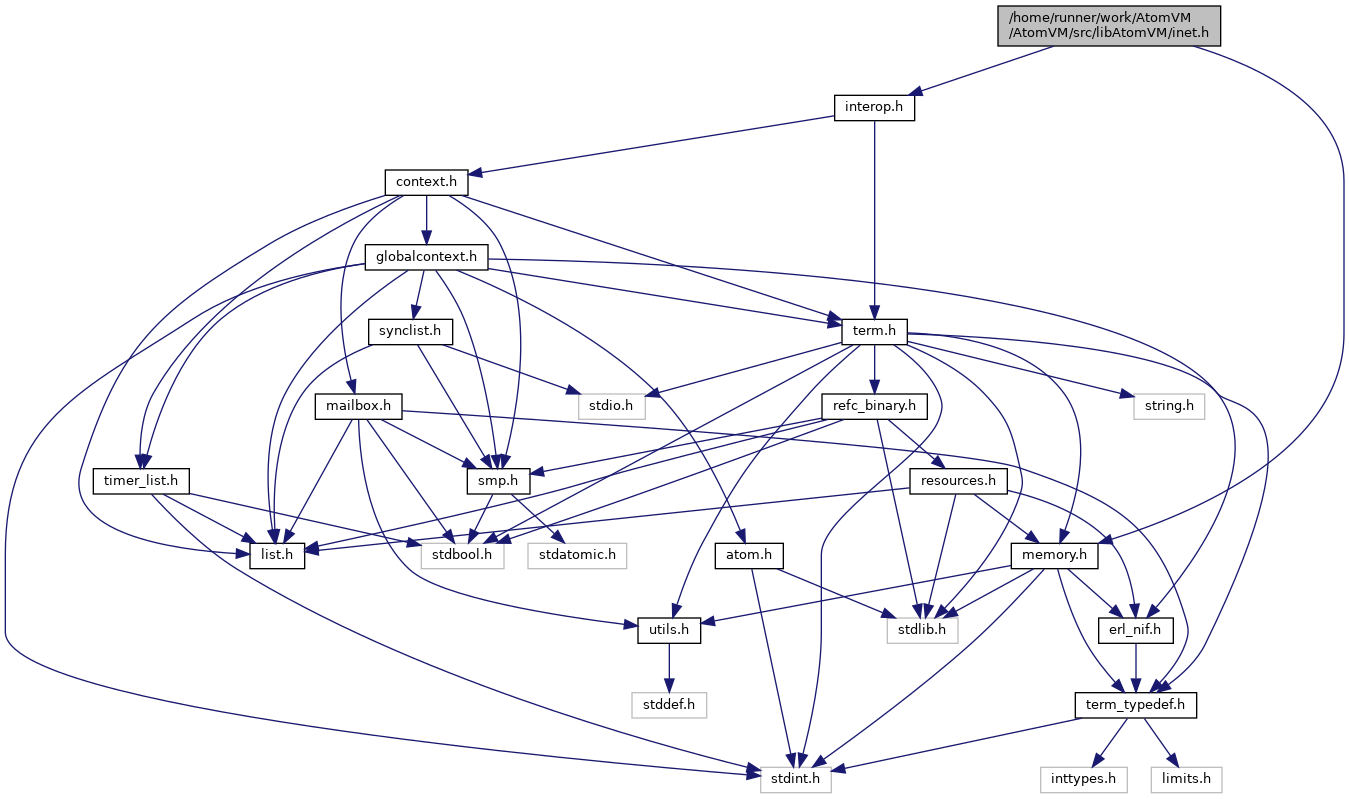 /home/runner/work/AtomVM
/AtomVM/src/libAtomVM/inet.h
interop.h
context.h
globalcontext.h
synclist.h
term.h
mailbox.h
stdio.h
refc_binary.h
string.h
timer_list.h
smp.h
resources.h
list.h
stdbool.h
stdatomic.h
atom.h
memory.h
utils.h
stdlib.h
erl_nif.h
stddef.h
term_typedef.h
stdint.h
inttypes.h
limits.h